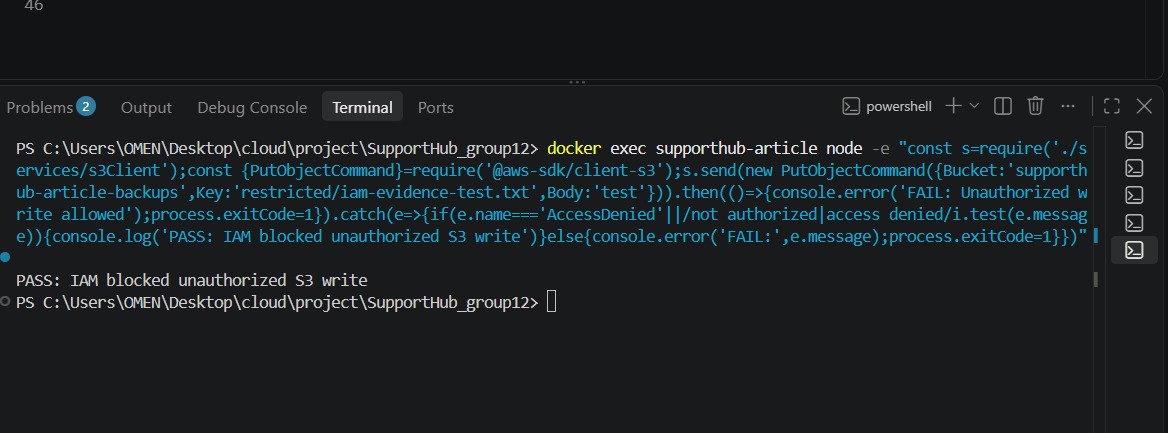 46
Problems 2 Output Debug Console Terminal Ports powershell
PS C:\Users\OMEN\Desktop\cloud\project\SupportHub_group12> docker exec supporthub-article node -e "const s=require('./s
ervices/s3Client');const {PutObjectCommand}=require('@aws-sdk/client-s3');s.send(new PutObjectCommand({Bucket:'supporth
ub-article-backups',Key:'restricted/iam-evidence-test.txt',Body:'test'})).then(()=>{console.error('FAIL: Unauthorized w
rite allowed');process.exitCode=1}).catch(e=>{if(e.name==='AccessDenied'||/not authorized|access denied/i.test(e.messag
e)){console.log('PASS: IAM blocked unauthorized S3 write')}else{console.error('FAIL:',e.message);process.exitCode=1}})"
PASS: IAM blocked unauthorized S3 write
PS C:\Users\OMEN\Desktop\cloud\project\SupportHub_group12>